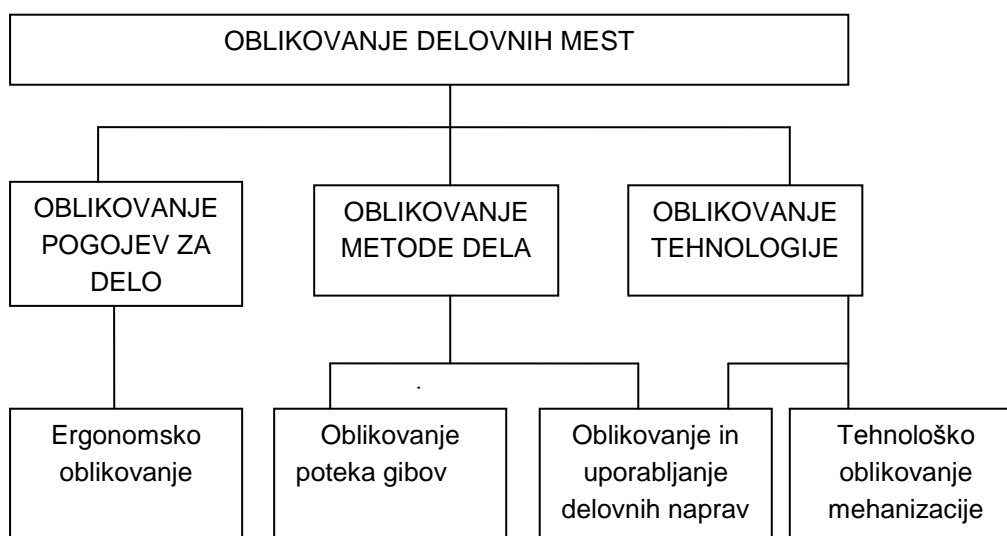 OBLIKOVANJE DELOVNIH MEST
OBLIKOVANJE
POGOJEV ZA
DELO
OBLIKOVANJE
METODE DELA
OBLIKOVANJE
TEHNOLOGIJE
Ergonomsko
oblikovanje
Oblikovanje
poteka gibov
Oblikovanje in
uporabljanje
delovnih naprav
Tehnološko
oblikovanje
mehanizacije